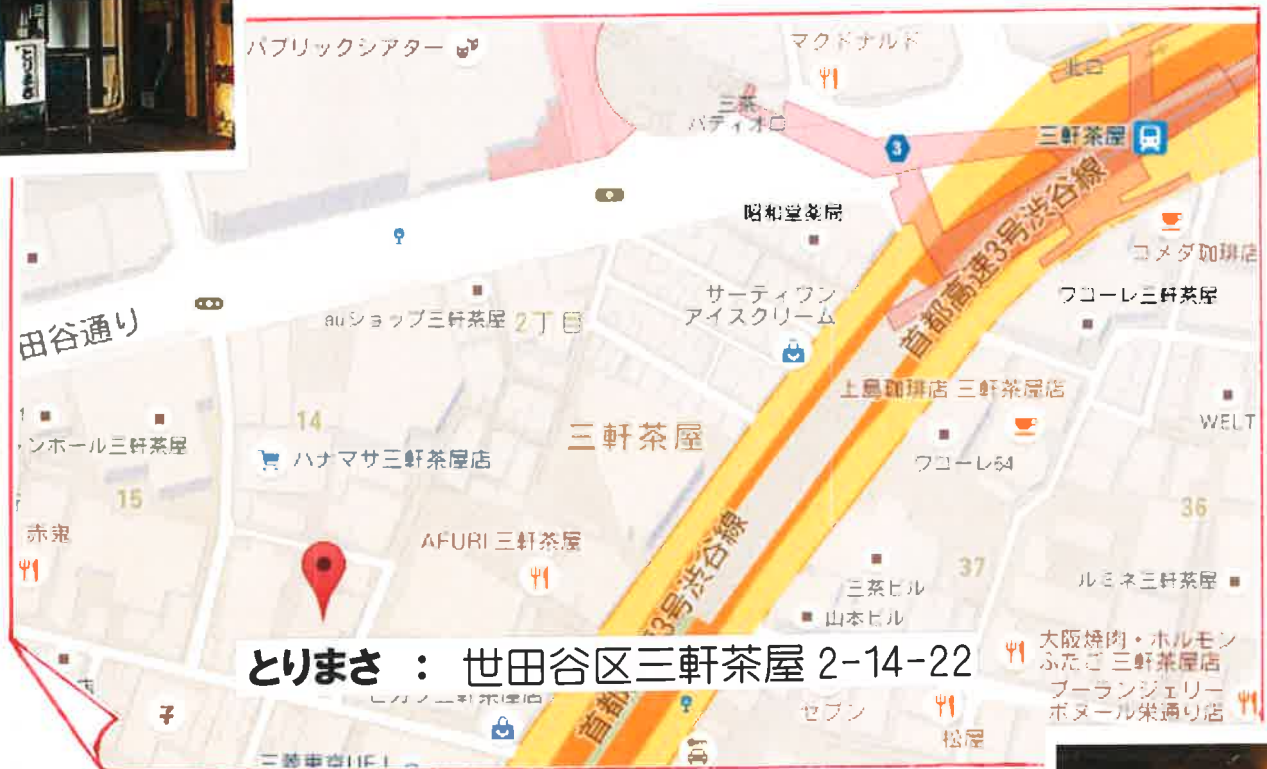 パブリックシアター
マクドナルド
北口
三茶
パティオ口
3
三軒茶屋
昭和堂薬局
首都高速3号渋谷線
コメダ珈琲店
サーティワン
アイスクリーム
ワコーレ三軒茶屋
田谷通り
auショップ三軒茶屋
2丁目
上島珈琲店 三軒茶屋店
WELT
ンホール三軒茶屋
14
ハナマサ三軒茶屋店
三軒茶屋
ワコーレ64
15
36
赤鬼
AFURI 三軒茶屋
3号渋谷線
37
三茶ビル
ルミネ三軒茶屋
山本ビル
とりまさ : 世田谷区三軒茶屋 2-14-22
大阪焼肉・ホルモン
ふたご 三軒茶屋店
首都
セブン
ブーランジェリー
ボヌール栄通り店
松屋